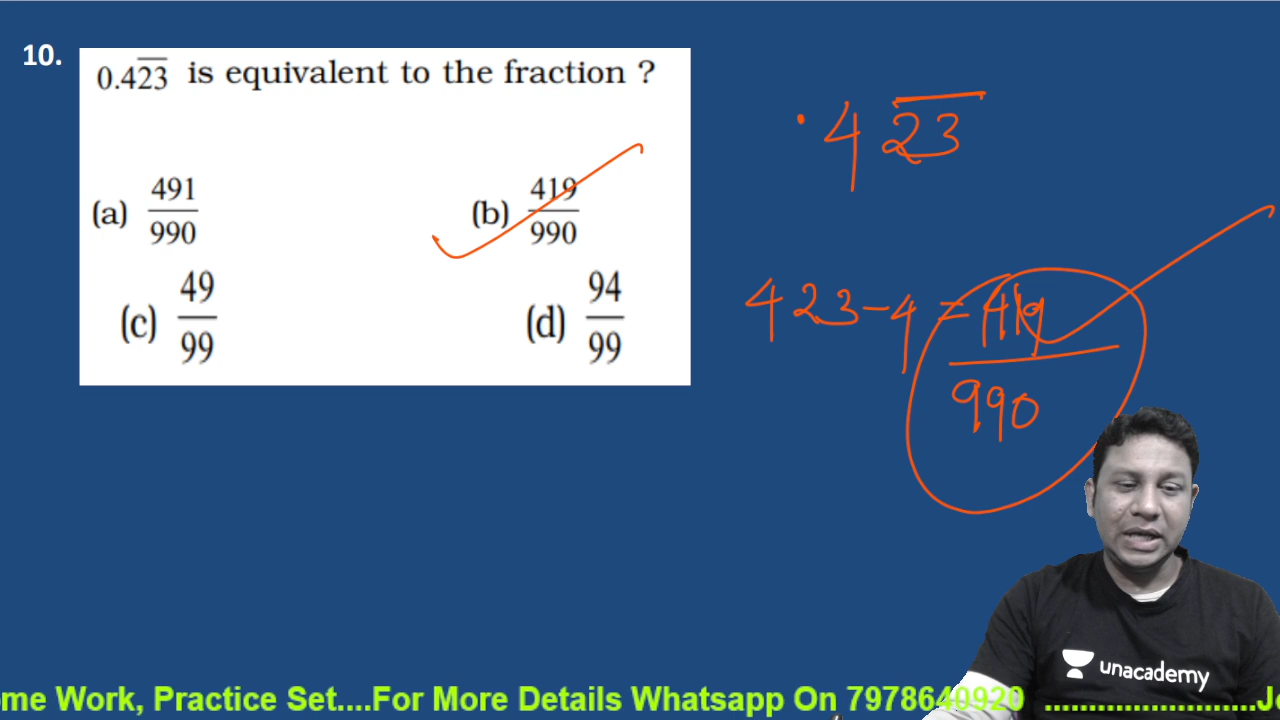 10.
0.4\overline{23} is equivalent to the fraction ?
(a) 491/990
(b) 419/990
(c) 49/99
(d) 94/99
.4\overline{23}
423-4 = 419
990
unacademy
me Work, Practice Set....For More Details Whatsapp On 7978640920 ........................Jo